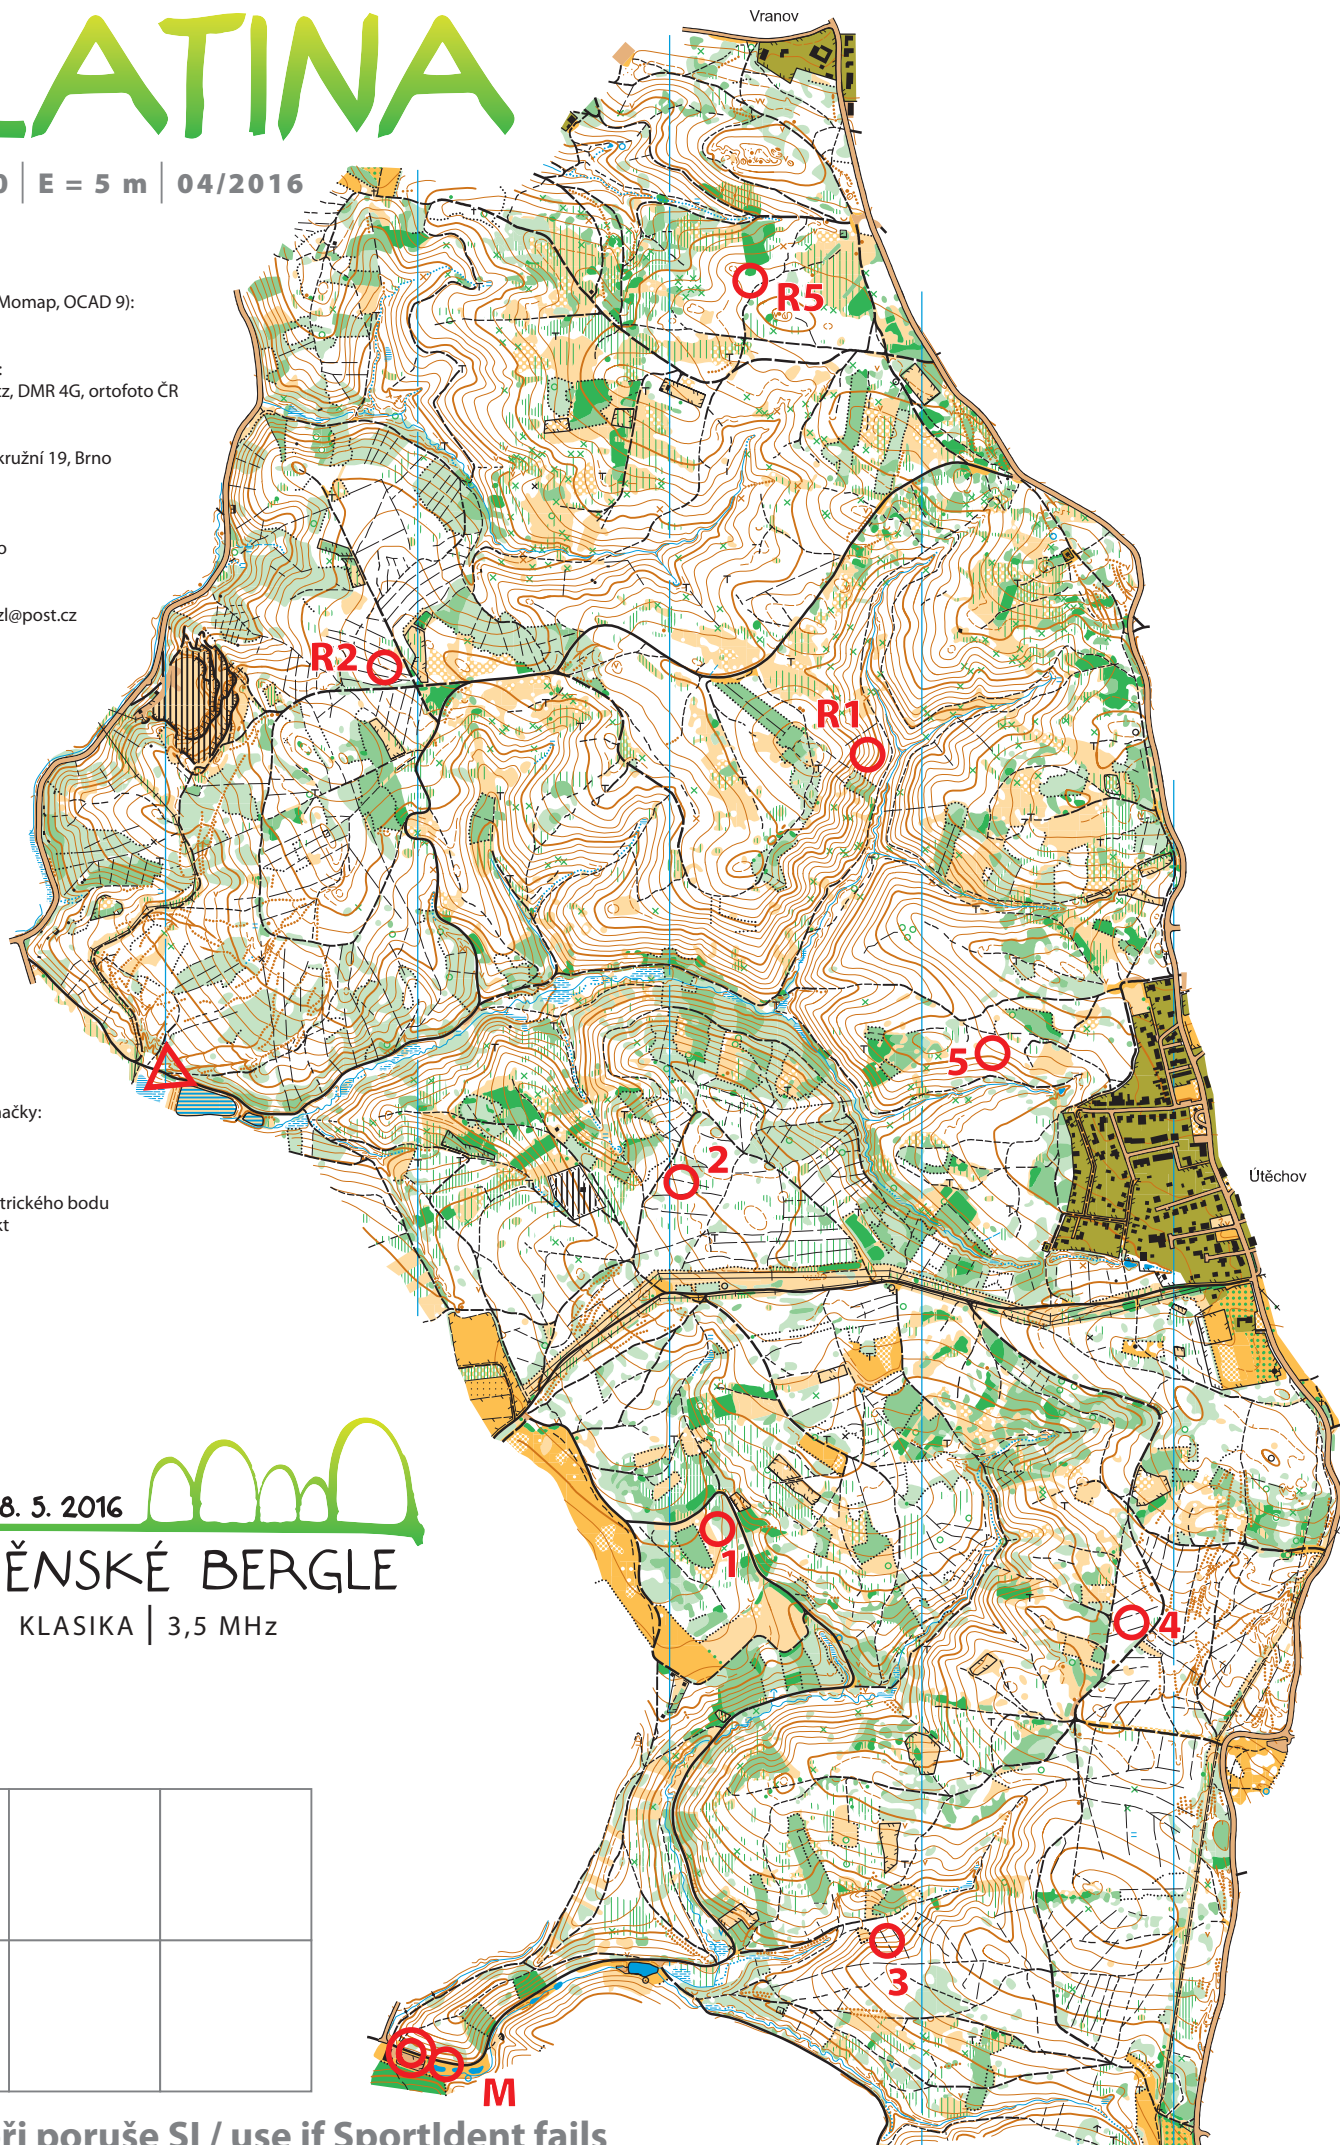 Vranov
LATINA
0 | E = 5 m | 04/2016
Momap, OCAD 9):
R5
:
cz, DMR 4G, ortofoto ČR
kružní 19, Brno
o
zl@post.cz
R2
R1
5
načky:
2
Útěchov
trického bodu
kt
8. 5. 2016
ĚNSKÉ BERGLE
1
KLASIKA | 3,5 MHz
4
3
M
ři poruše SI / use if SportIdent fails